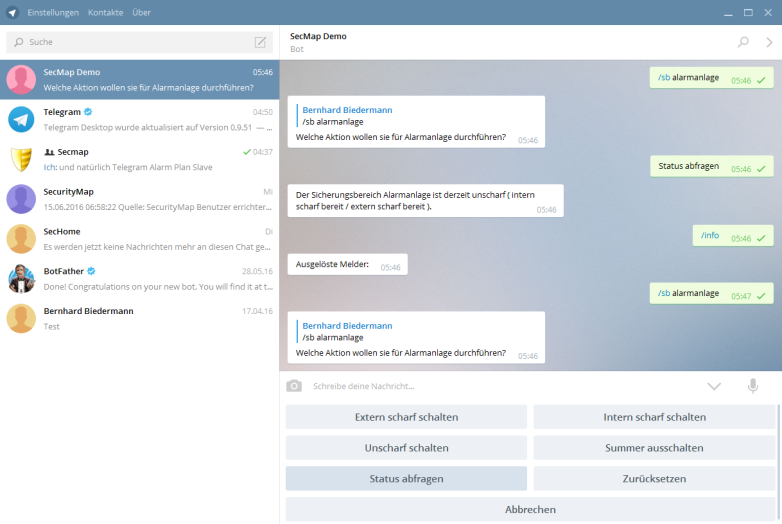 Einstellungen Kontakte Über
Suche
SecMap Demo 05:46
Welche Aktion wollen sie für Alarmanlage durchführen?
Telegram 04:50
Telegram Desktop wurde aktualisiert auf Version 0.9.51 — ...
Secmap 04:37
Ich: und natürlich Telegram Alarm Plan Slave
SecurityMap Mi
15.06.2016 06:58:22 Quelle: SecurityMap Benutzer errichter...
SecHome Di
Es werden jetzt keine Nachrichten mehr an diesen Chat ge...
BotFather 28.05.16
Done! Congratulations on your new bot. You will find it at t...
Bernhard Biedermann 17.04.16
Test
SecMap Demo
Bot
/sb alarmanlage 05:46
Bernhard Biedermann
/sb alarmanlage
Welche Aktion wollen sie für Alarmanlage durchführen? 05:46
Status abfragen 05:46
Der Sicherungsbereich Alarmanlage ist derzeit unscharf ( intern
scharf bereit / extern scharf bereit ). 05:46
/info 05:46
Ausgelöste Melder: 05:46
/sb alarmanlage 05:47
Bernhard Biedermann
/sb alarmanlage
Welche Aktion wollen sie für Alarmanlage durchführen? 05:46
Schreibe deine Nachricht...
Extern scharf schalten Intern scharf schalten
Unscharf schalten Summer ausschalten
Status abfragen Zurücksetzen
Abbrechen